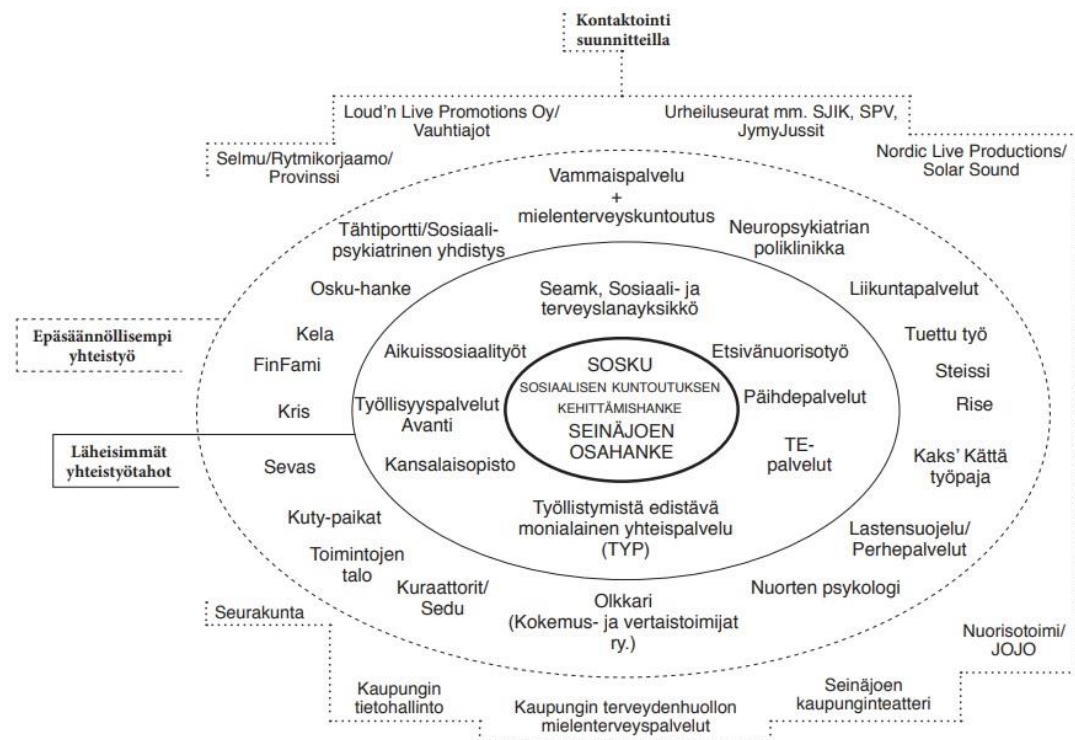 Kontaktointi
suunnitteilla
Loud'n Live Promotions Oy/
Vauhtiajot
Urheiluseurat mm. SJIK, SPV,
JymyJussit
Selmu/Rytmikorjaamo/
Provinssi
Nordic Live Productions/
Solar Sound
Vammaispalvelu
+
mielenterveyskuntoutus
Tähtiportti/Sosiaali-
psykiatrinen yhdistys
Neuropsykiatrian
poliklinikka
Osku-hanke
Seamk, Sosiaali- ja
terveyslanayksikkö
Liikuntapalvelut
Epäsäännöllisempi
yhteistyö
Kela
FinFami
Aikuissosiaalityöt
SOSKU
SOSIAALISEN KUNTOUTUKSEN
KEHITTÄMISHANKE
SEINÄJOEN
OSAHANKE
Etsivänuorisotyö
Tuettu työ
Steissi
Kris
Työllisyyspalvelut
Avanti
Päihdepalvelut
Rise
Läheisimmät
yhteistyötahot
Sevas
Kansalaisopisto
TE-
palvelut
Kaks' Kättä
työpaja
Kuty-paikat
Työllistymistä edistävä
monialainen yhteispalvelu
(TYP)
Lastensuojelu/
Perhepalvelut
Toimintojen
talo
Kuraattorit/
Sedu
Olkkari
(Kokemus- ja vertaistoimijat
ry.)
Nuorten psykologi
Seurakunta
Nuorisotoimi/
JOJO
Kaupungin
tietohallinto
Kaupungin terveydenhuollon
mielenterveyspalvelut
Seinäjoen
kaupunginteatteri